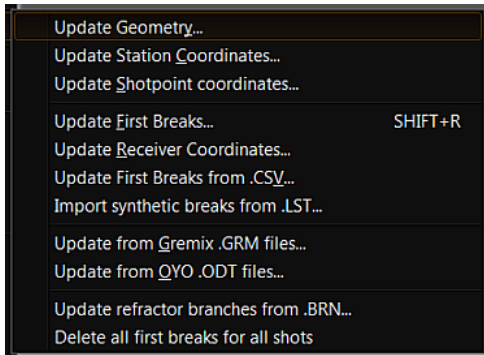 Update Geometry...
Update Station Coordinates...
Update Shotpoint coordinates...
Update First Breaks... SHIFT+R
Update Receiver Coordinates...
Update First Breaks from .CSV...
Import synthetic breaks from .LST...
Update from Gremix .GRM files...
Update from OYO .ODT files...
Update refractor branches from .BRN...
Delete all first breaks for all shots